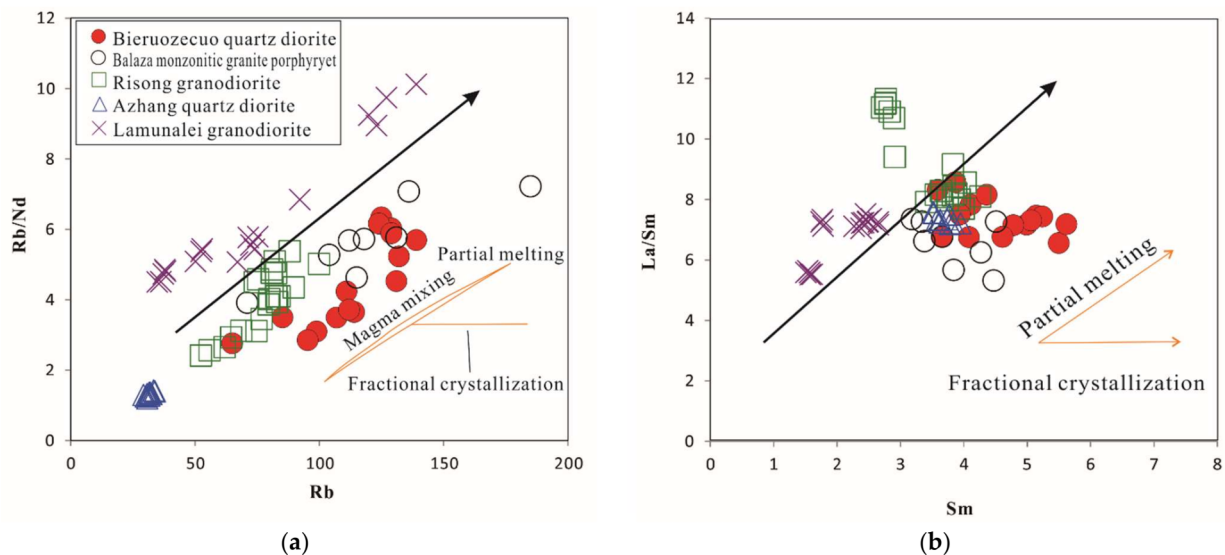 12
10
8
6
4
2
0
Rb/Nd
Bieruozecuo quartz diorite
Balaza monzonitic granite porphyryet
Risong granodiorite
Azhang quartz diorite
Lamunalei granodiorite
Partial melting
Magma mixing
Fractional crystallization
0 50 100 150 200
Rb
(a)
14
12
10
8
6
4
2
0
La/Sm
Partial melting
Fractional crystallization
0 1 2 3 4 5 6 7 8
Sm
(b)